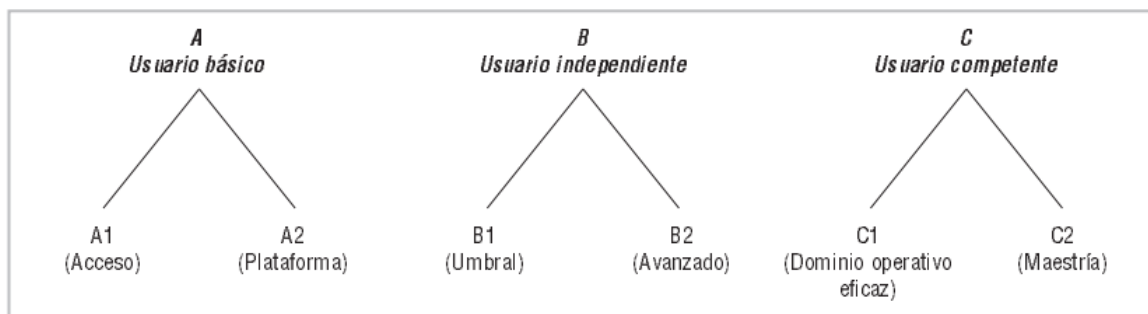 A
Usuario básico
B
Usuario independiente
C
Usuario competente
A1
(Acceso)
A2
(Plataforma)
B1
(Umbral)
B2
(Avanzado)
C1
(Dominio operativo
eficaz)
C2
(Maestría)